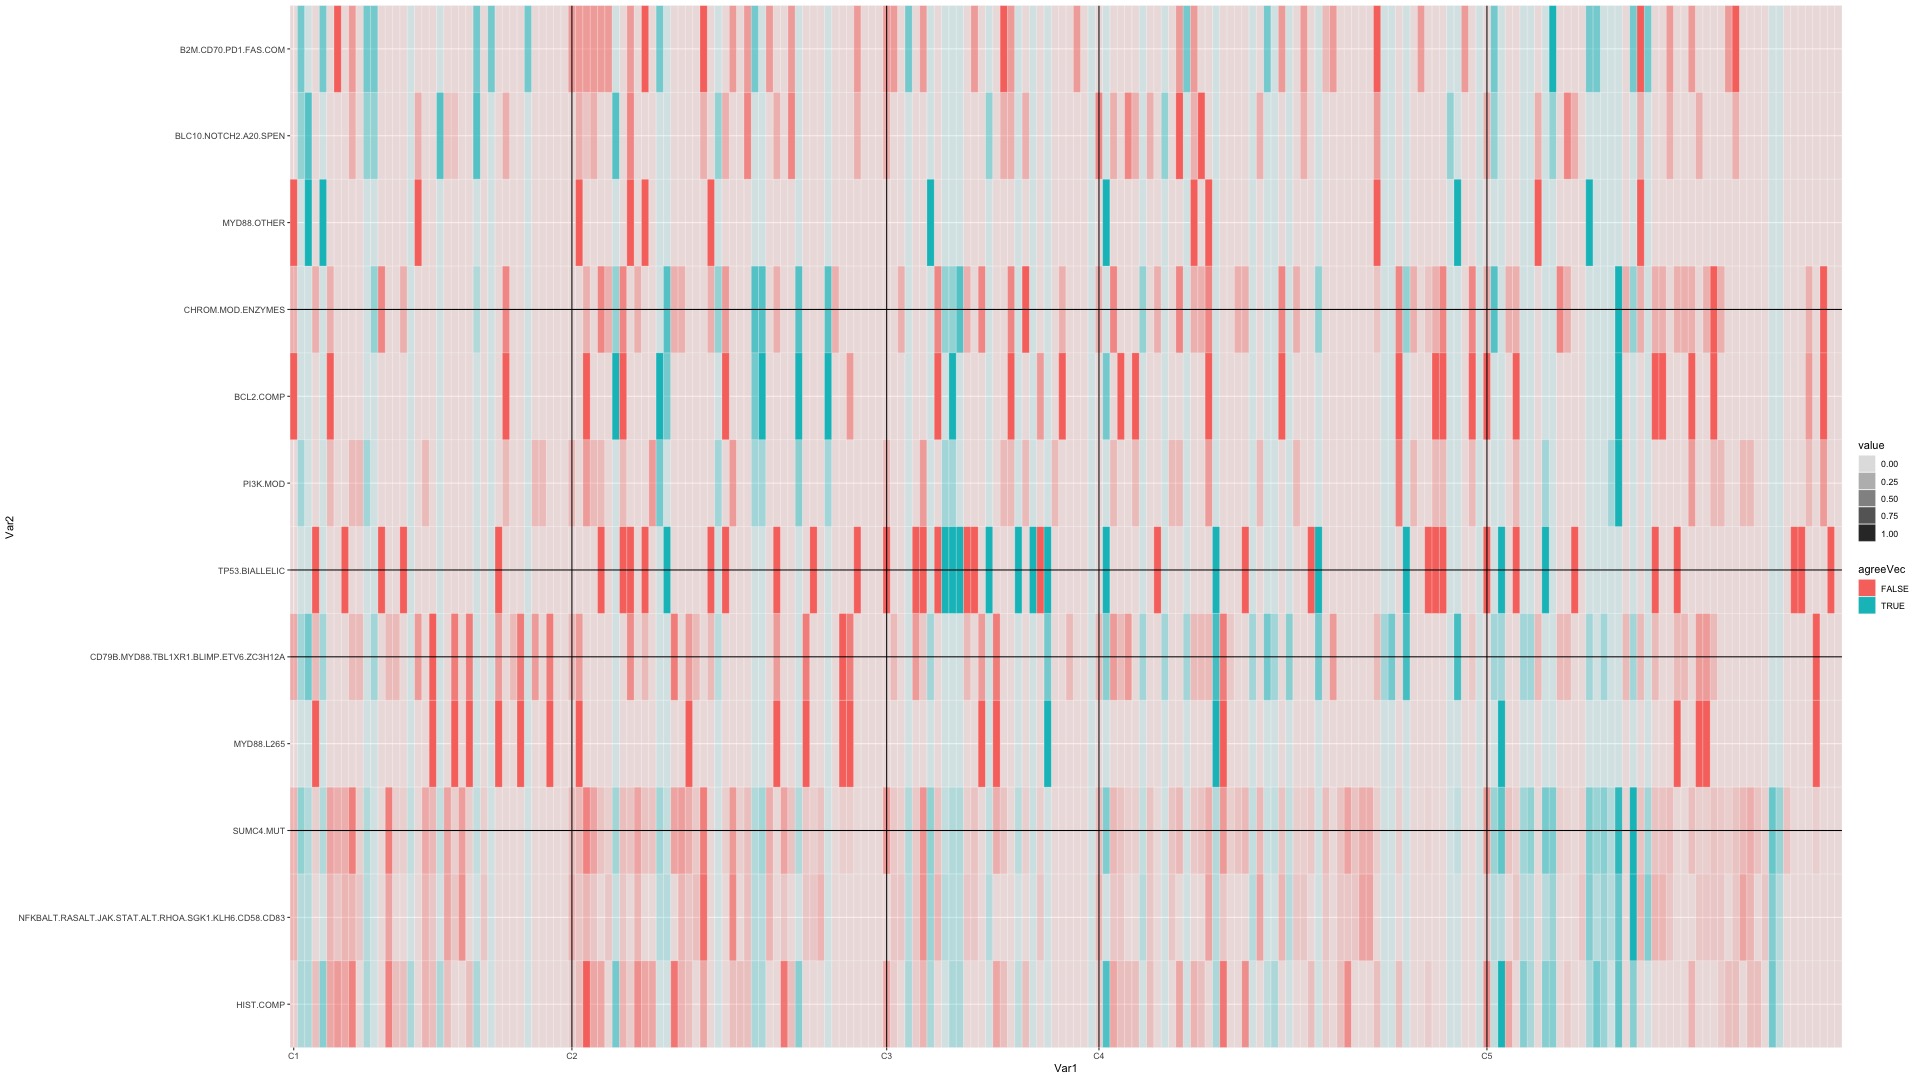 B2M.CD70.PD1.FAS.COM
BLC10.NOTCH2.A20.SPEN
MYD88.OTHER
CHROM.MOD.ENZYMES
BCL2.COMP
PI3K.MOD
TP53.BIALLELIC
CD79B.MYD88.TBL1XR1.BLIMP.ETV6.ZC3H12A
MYD88.L265
SUMC4.MUT
NFKBALT.RASALT.JAK.STAT.ALT.RHOA.SGK1.KLH6.CD58.CD83
HIST.COMP
Var2
C1 C2 C3 C4 C5
Var1
value
0.00
0.25
0.50
0.75
1.00
agreeVec
FALSE
TRUE